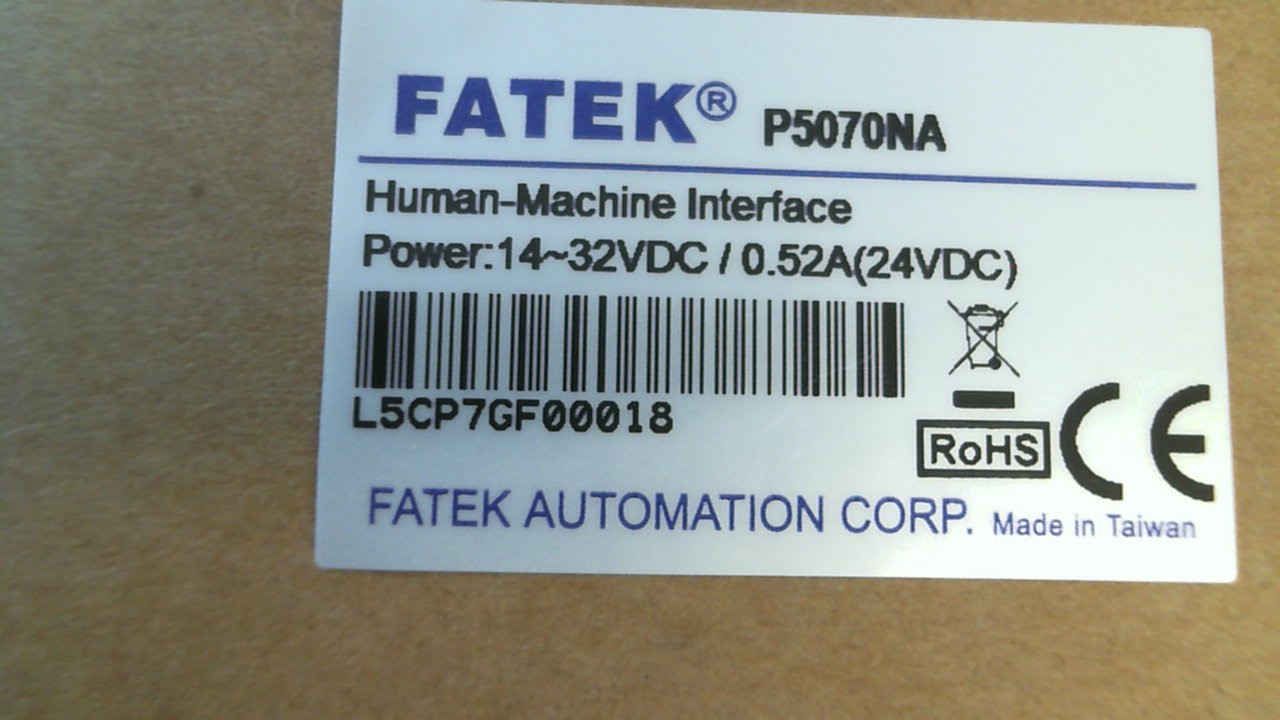 FATEK® P5070NA
Human-Machine Interface
Power:14~32VDC / 0.52A(24VDC)
L5CP7GF00018
RoHS CE
FATEK AUTOMATION CORP. Made in Taiwan